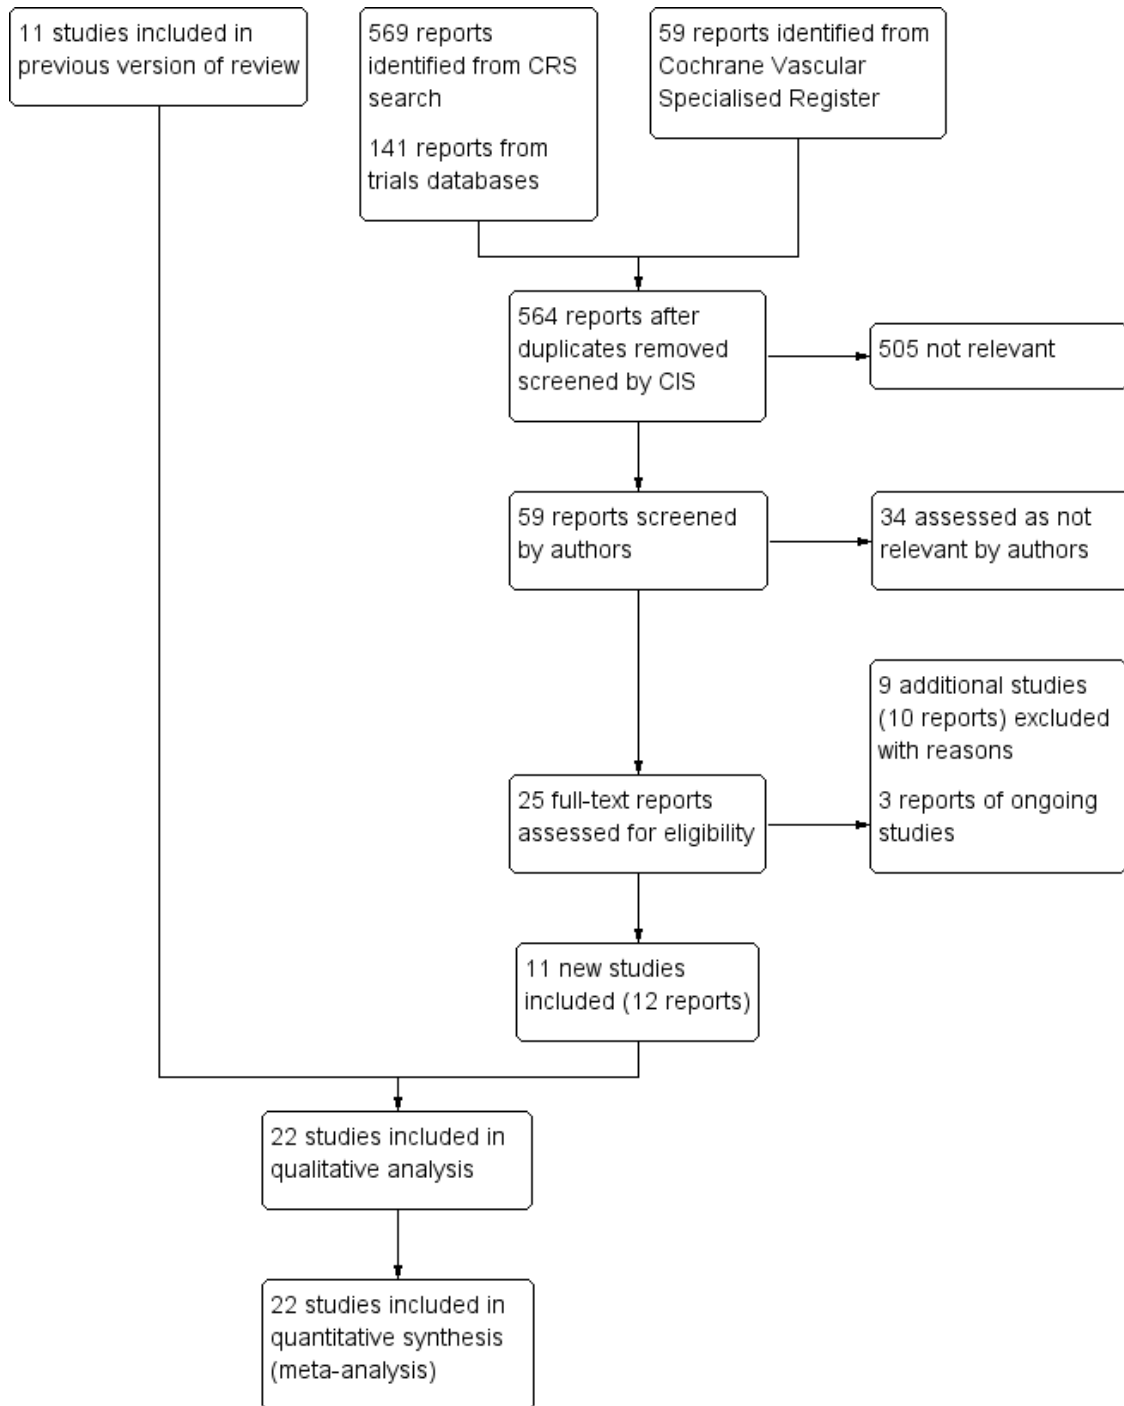 11 studies included in
previous version of review
569 reports
identified from CRS
search
141 reports from
trials databases
59 reports identified from
Cochrane Vascular
Specialised Register
564 reports after
duplicates removed
screened by CIS
505 not relevant
59 reports screened
by authors
34 assessed as not
relevant by authors
9 additional studies
(10 reports) excluded
with reasons
3 reports of ongoing
studies
25 full-text reports
assessed for eligibility
11 new studies
included (12 reports)
22 studies included in
qualitative analysis
22 studies included in
quantitative synthesis
(meta-analysis)